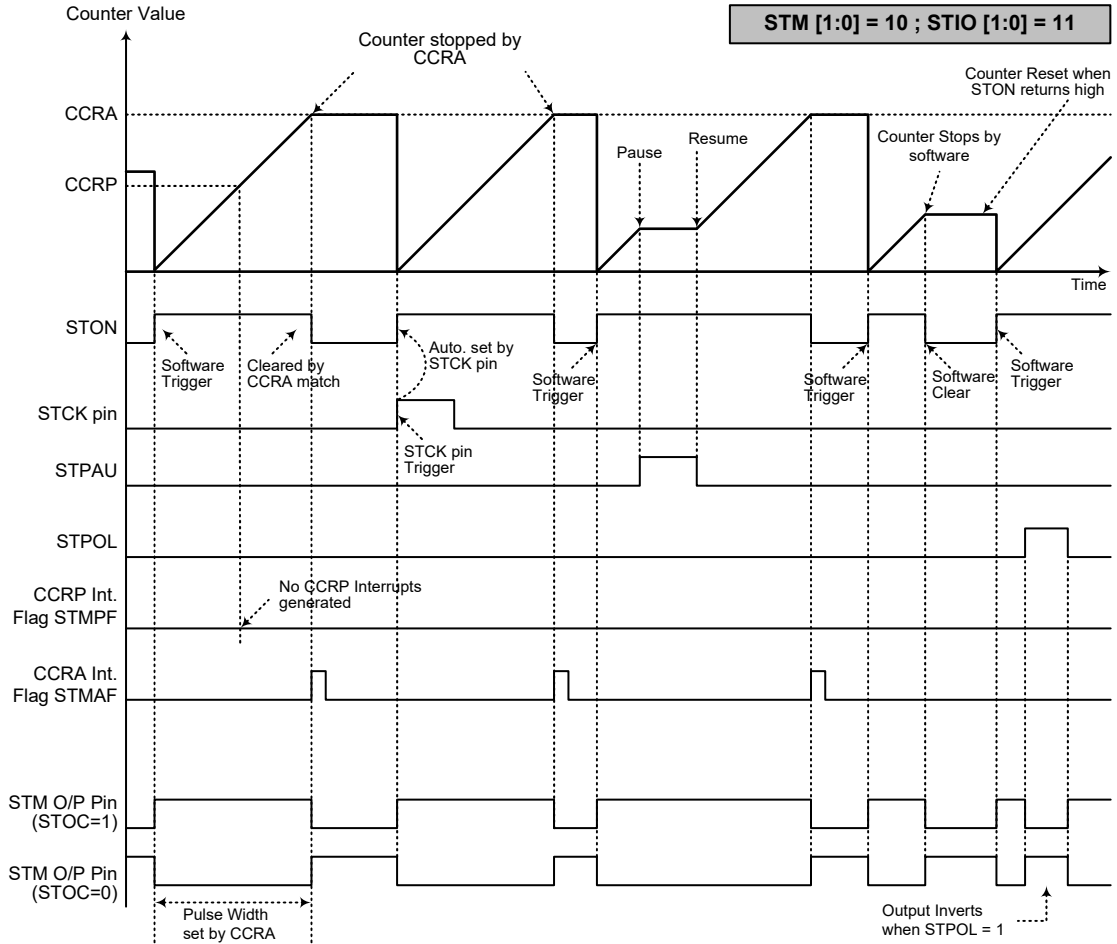 Counter Value
STM [1:0] = 10 ; STIO [1:0] = 11
Counter stopped by
CCRA
Counter Reset when
STON returns high
CCRA
Pause
Resume
Counter Stops by
software
CCRP
Time
STON
Software
Trigger
Cleared by
CCRA match
Auto. set by
STCK pin
Software
Trigger
Software
Trigger
Software
Clear
Software
Trigger
STCK pin
STCK pin
Trigger
STPAU
STPOL
CCRP Int.
Flag STMPF
No CCRP Interrupts
generated
CCRA Int.
Flag STMAF
STM O/P Pin
(STOC=1)
STM O/P Pin
(STOC=0)
Pulse Width
set by CCRA
Output Inverts
when STPOL = 1